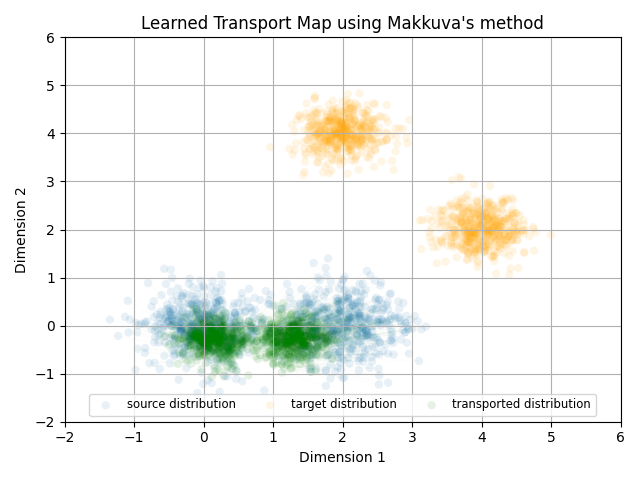 Learned Transport Map using Makkuva's method
6
5
4
3
2
1
0
−1
−2
Dimension 2
source distribution target distribution transported distribution
−2 −1 0 1 2 3 4 5 6
Dimension 1